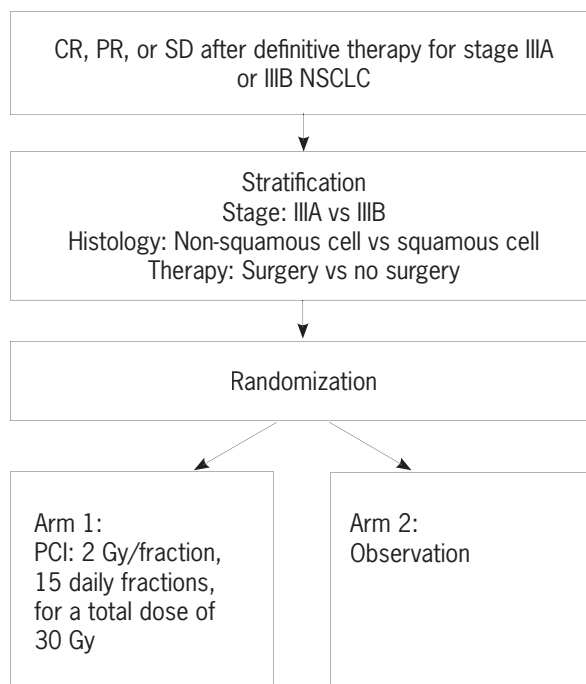 CR, PR, or SD after definitive therapy for stage IIIA
or IIIB NSCLC
Stratification
Stage: IIIA vs IIIB
Histology: Non-squamous cell vs squamous cell
Therapy: Surgery vs no surgery
Randomization
Arm 1:
PCI: 2 Gy/fraction,
15 daily fractions,
for a total dose of
30 Gy
Arm 2:
Observation